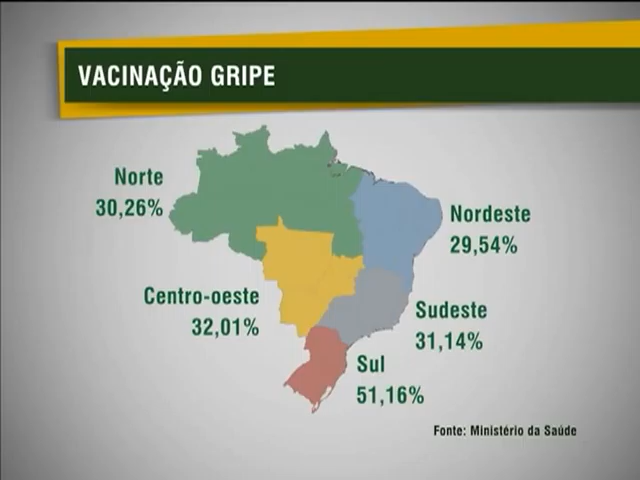 VACINAÇÃO GRIPE
Norte
30,26%
Nordeste
29,54%
Centro-oeste
32,01%
Sudeste
31,14%
Sul
51,16%
Fonte: Ministério da Saúde